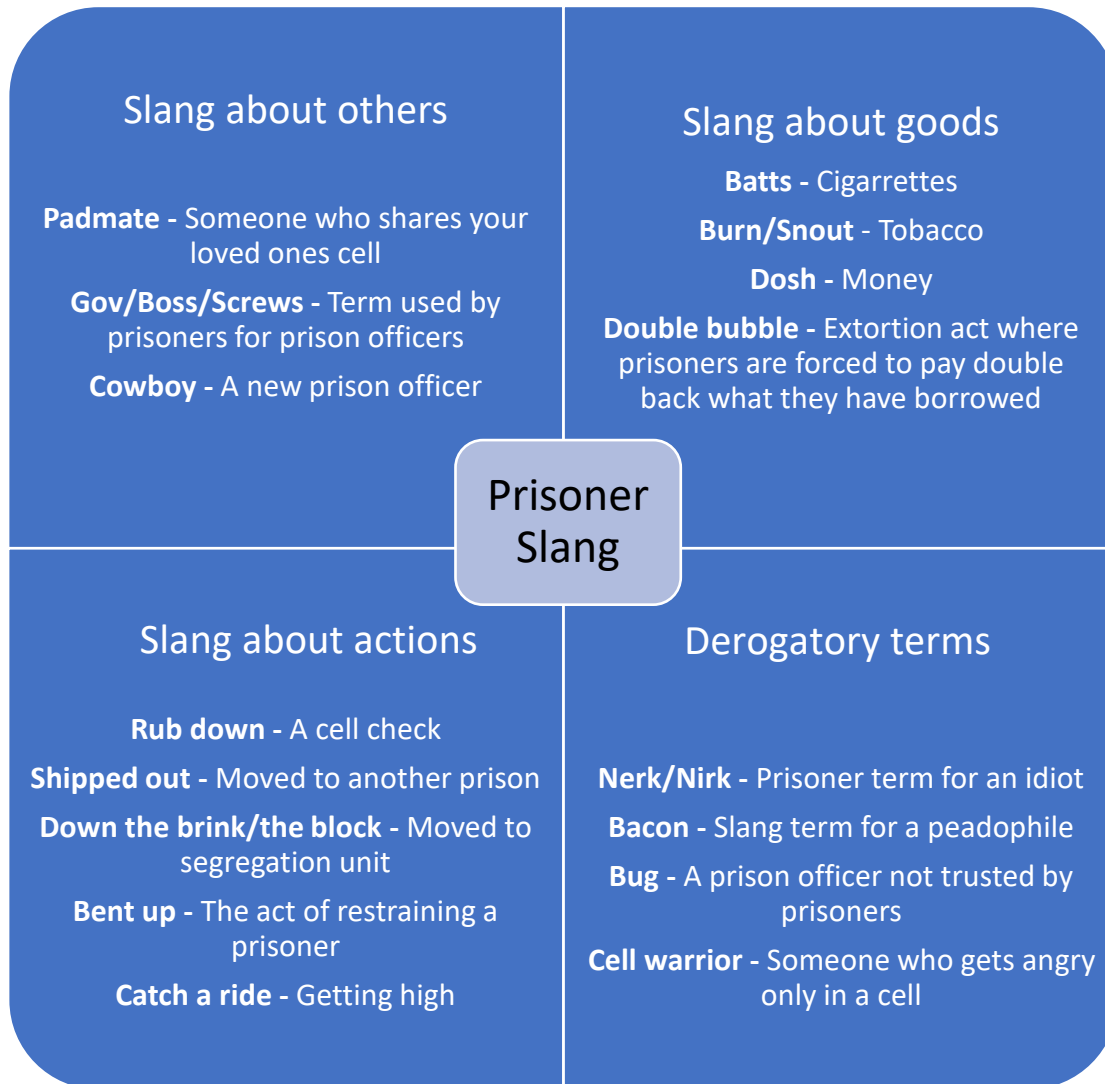 Slang about others
Padmate - Someone who shares your
loved ones cell
Gov/Boss/Screws - Term used by
prisoners for prison officers
Cowboy - A new prison officer
Slang about goods
Batts - Cigarrettes
Burn/Snout - Tobacco
Dosh - Money
Double bubble - Extortion act where
prisoners are forced to pay double
back what they have borrowed
Prisoner
Slang
Slang about actions
Rub down - A cell check
Shipped out - Moved to another prison
Down the brink/the block - Moved to
segregation unit
Bent up - The act of restraining a
prisoner
Catch a ride - Getting high
Derogatory terms
Nerk/Nirk - Prisoner term for an idiot
Bacon - Slang term for a peadophile
Bug - A prison officer not trusted by
prisoners
Cell warrior - Someone who gets angry
only in a cell